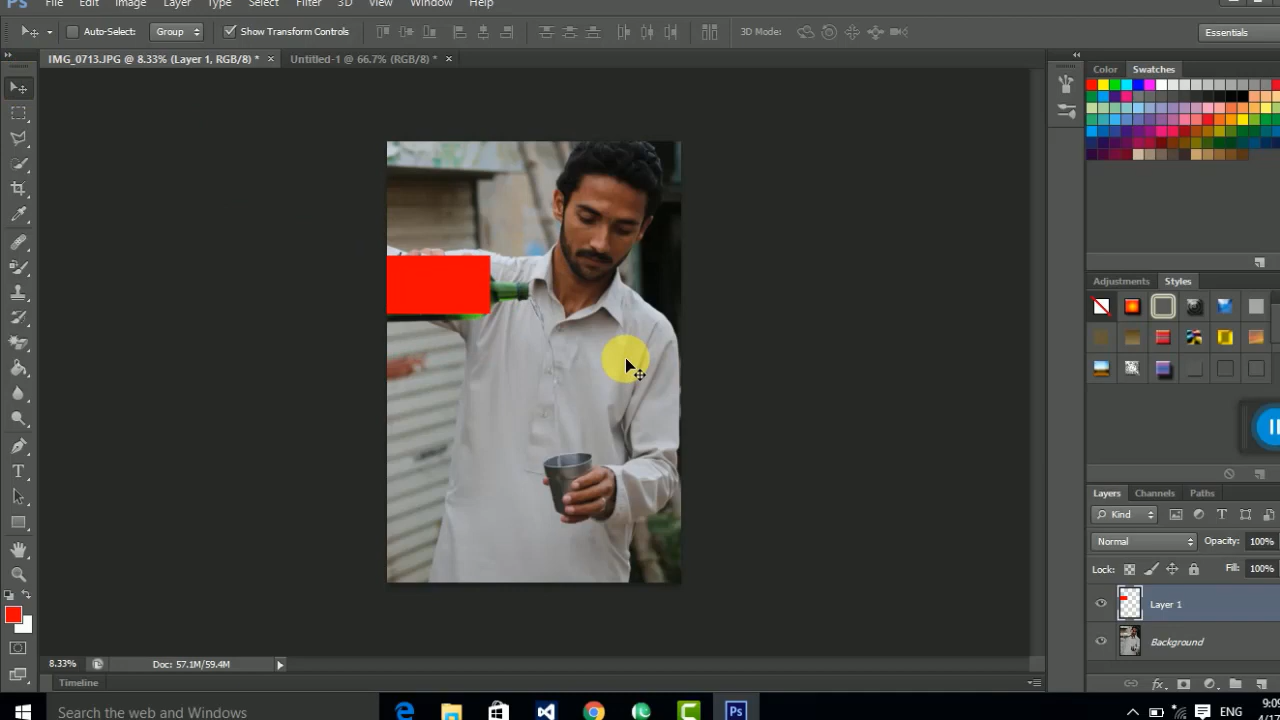 Ps File Edit Image Layer Type Select Filter 3D View Window Help
Auto-Select: Group Show Transform Controls 3D Mode: Essentials
IMG_0713.JPG @ 8.33% (Layer 1, RGB/8) * × Untitled-1 @ 66.7% (RGB/8) * ×
Color Swatches
Adjustments Styles
Layers Channels Paths
Kind
Normal Opacity: 100%
Lock: Fill: 100%
Layer 1
Background
8.33% Doc: 57.1M/59.4M
Timeline
Search the web and Windows Ps ENG